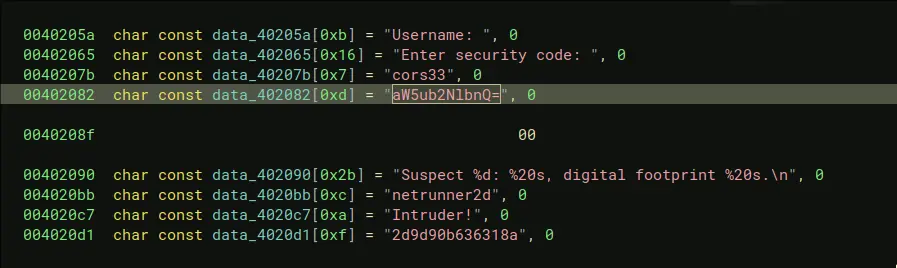 0040205a char const data_40205a[0xb] = "Username: ", 0
00402065 char const data_402065[0x16] = "Enter security code: ", 0
0040207b char const data_40207b[0x7] = "cors33", 0
00402082 char const data_402082[0xd] = "aW5ub2NlbnQ=", 0
0040208f 00
00402090 char const data_402090[0x2b] = "Suspect %d: %20s, digital footprint %20s.\n", 0
004020bb char const data_4020bb[0xc] = "netrunner2d", 0
004020c7 char const data_4020c7[0xa] = "Intruder!", 0
004020d1 char const data_4020d1[0xf] = "2d9d90b636318a", 0